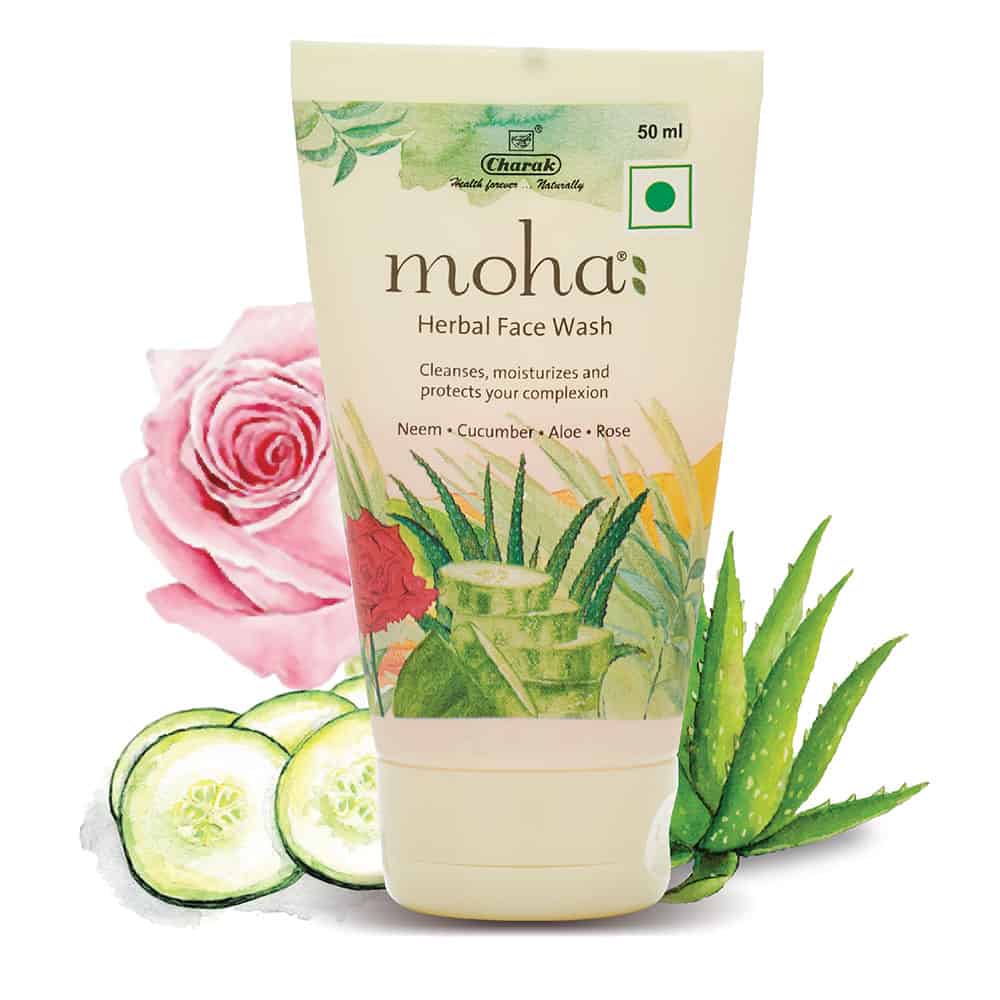 50 ml
®
Charak
Health forever ... Naturally
moha®
Herbal Face Wash
Cleanses, moisturizes and
protects your complexion
Neem • Cucumber • Aloe • Rose